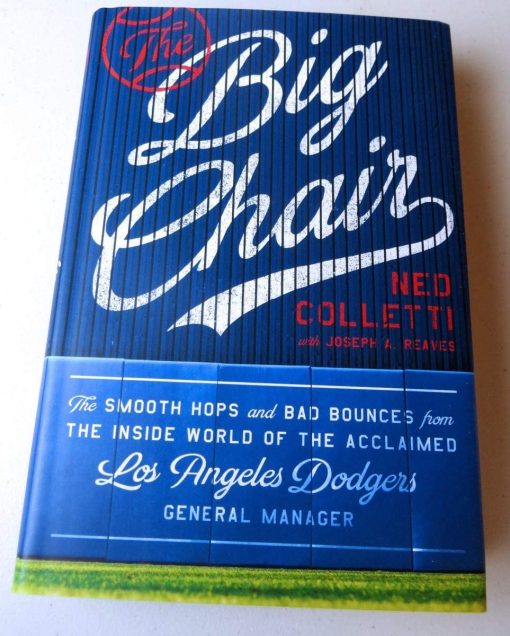 The
Big
Chair
NED
COLLETTI
with JOSEPH A. REAVES
The SMOOTH HOPS and BAD BOUNCES from
THE INSIDE WORLD OF THE ACCLAIMED
Los Angeles Dodgers
GENERAL MANAGER